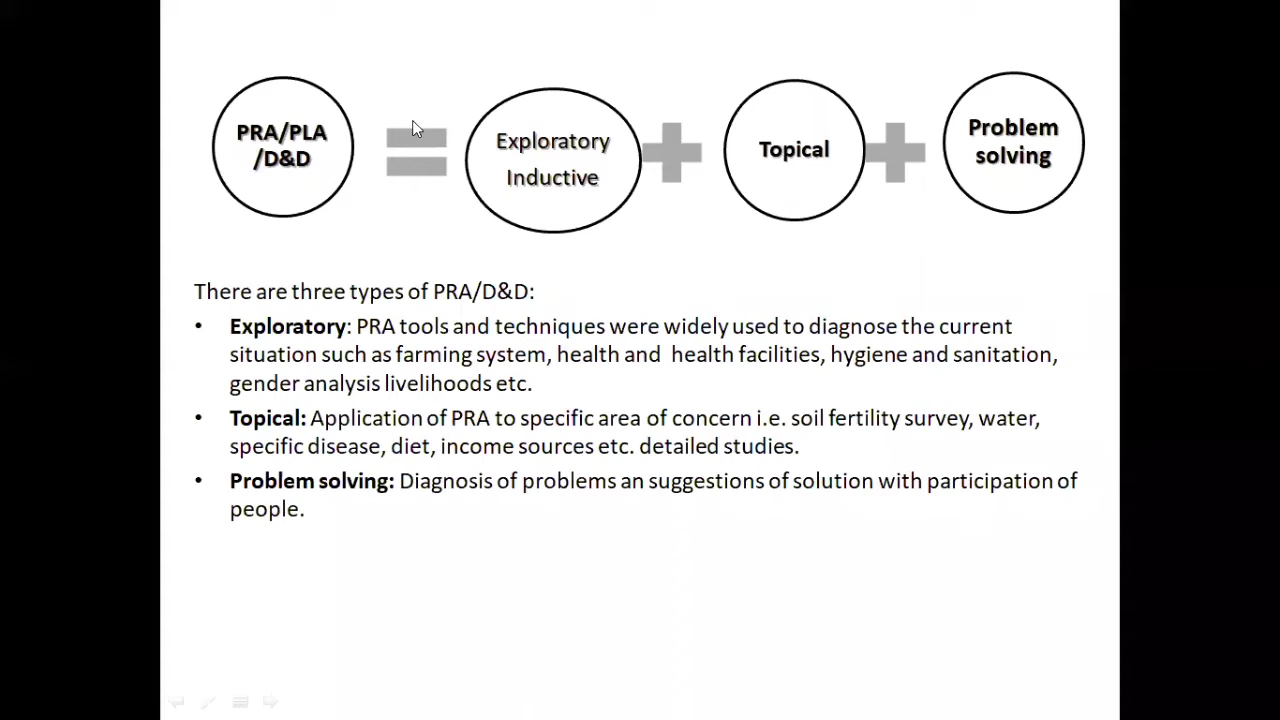 PRA/PLA
/D&D
Exploratory
Inductive
Topical
Problem
solving
There are three types of PRA/D&D:
• Exploratory: PRA tools and techniques were widely used to diagnose the current
situation such as farming system, health and health facilities, hygiene and sanitation,
gender analysis livelihoods etc.
• Topical: Application of PRA to specific area of concern i.e. soil fertility survey, water,
specific disease, diet, income sources etc. detailed studies.
• Problem solving: Diagnosis of problems an suggestions of solution with participation of
people.